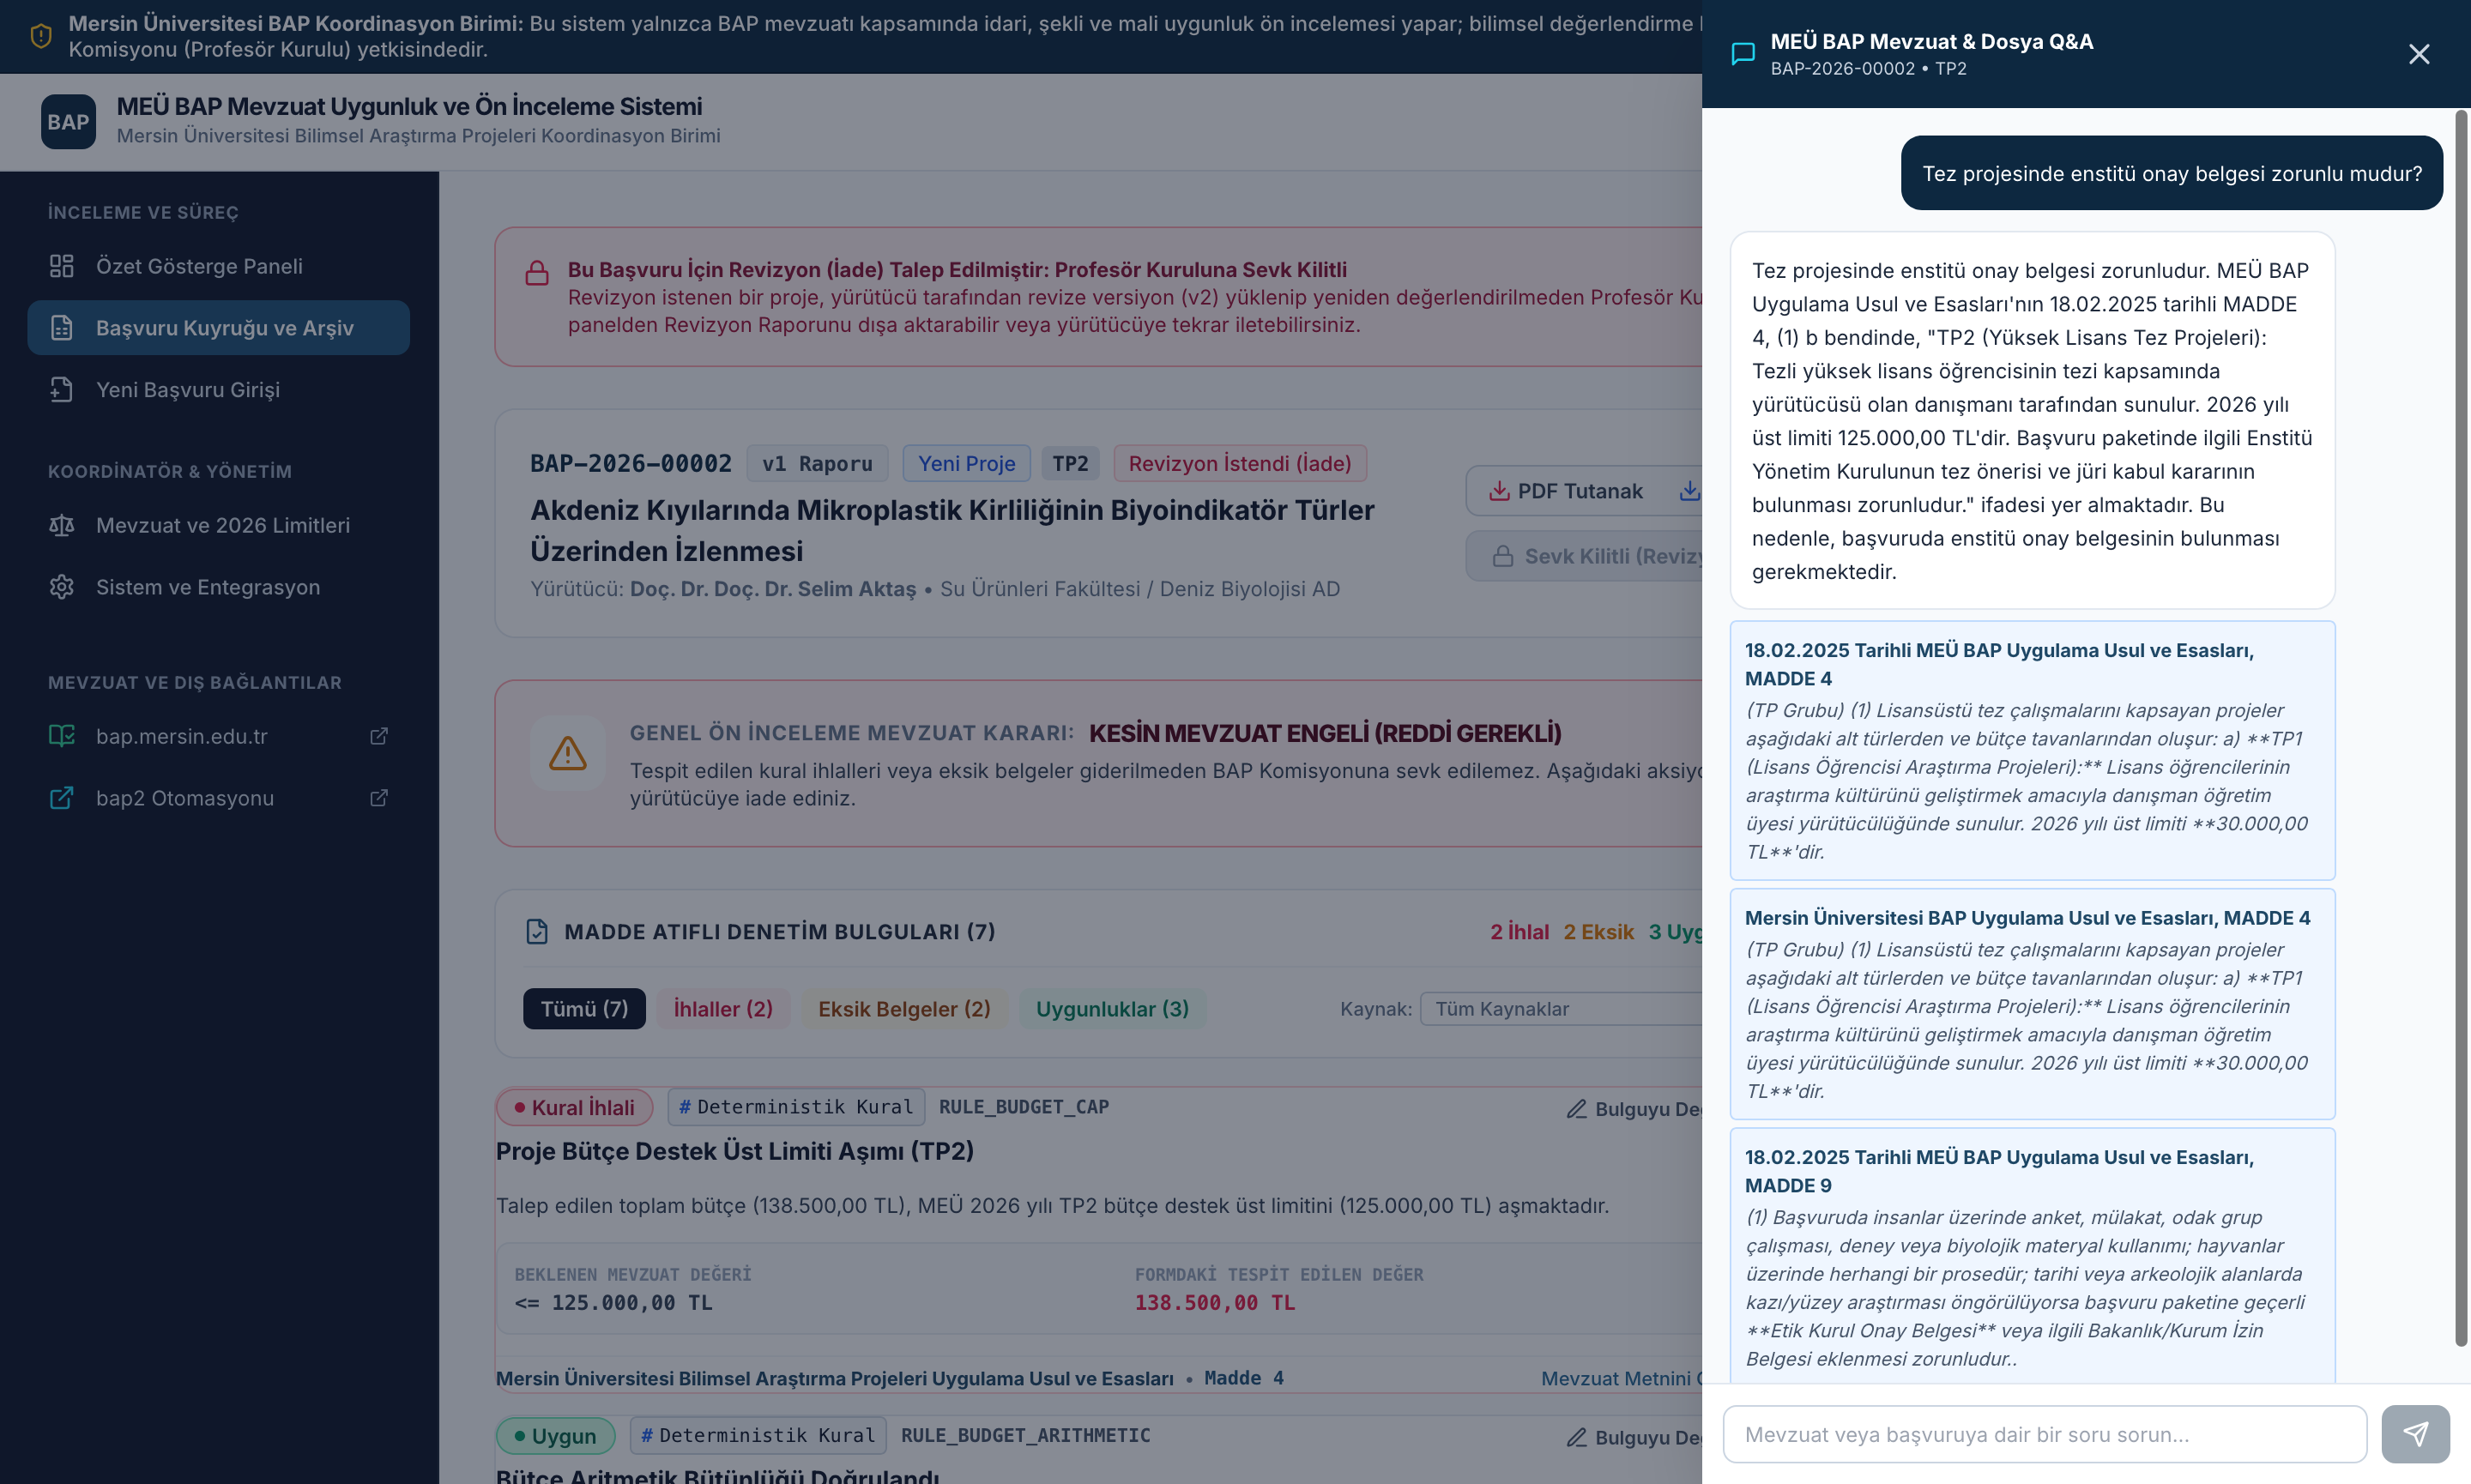 Mersin Üniversitesi BAP Koordinasyon Birimi: Bu sistem yalnızca BAP mevzuatı kapsamında idari, şekli ve mali uygunluk ön incelemesi yapar; bilimsel değerlendirme
Komisyonu (Profesör Kurulu) yetkisindedir.
BAP
MEÜ BAP Mevzuat Uygunluk ve Ön İnceleme Sistemi
Mersin Üniversitesi Bilimsel Araştırma Projeleri Koordinasyon Birimi
İNCELEME VE SÜREÇ
Özet Gösterge Paneli
Başvuru Kuyruğu ve Arşiv
Yeni Başvuru Girişi
KOORDİNATÖR & YÖNETİM
Mevzuat ve 2026 Limitleri
Sistem ve Entegrasyon
MEVZUAT VE DIŞ BAĞLANTILAR
bap.mersin.edu.tr
bap2 Otomasyonu
Bu Başvuru İçin Revizyon (İade) Talep Edilmiştir: Profesör Kuruluna Sevk Kilitli
Revizyon istenen bir proje, yürütücü tarafından revize versiyon (v2) yüklenip yeniden değerlendirilmeden Profesör Ku
panelden Revizyon Raporunu dışa aktarabilir veya yürütücüye tekrar iletebilirsiniz.
BAP-2026-00002 v1 Raporu Yeni Proje TP2 Revizyon İstendi (İade)
Akdeniz Kıyılarında Mikroplastik Kirliliğinin Biyoindikatör Türler
Üzerinden İzlenmesi
Yürütücü: Doç. Dr. Doç. Dr. Selim Aktaş • Su Ürünleri Fakültesi / Deniz Biyolojisi AD
PDF Tutanak
Sevk Kilitli (Revizy
GENEL ÖN İNCELEME MEVZUAT KARARI: KESİN MEVZUAT ENGELİ (REDDİ GEREKLİ)
Tespit edilen kural ihlalleri veya eksik belgeler giderilmeden BAP Komisyonuna sevk edilemez. Aşağıdaki aksiyo
yürütücüye iade ediniz.
MADDE ATIFLI DENETİM BULGULARI (7)
2 İhlal 2 Eksik 3 Uyg
Tümü (7) İhlaller (2) Eksik Belgeler (2) Uygunluklar (3) Kaynak: Tüm Kaynaklar
Kural İhlali # Deterministik Kural RULE_BUDGET_CAP Bulguyu De
Proje Bütçe Destek Üst Limiti Aşımı (TP2)
Talep edilen toplam bütçe (138.500,00 TL), MEÜ 2026 yılı TP2 bütçe destek üst limitini (125.000,00 TL) aşmaktadır.
BEKLENEN MEVZUAT DEĞERİ
<= 125.000,00 TL
FORMDAKİ TESPİT EDİLEN DEĞER
138.500,00 TL
Mersin Üniversitesi Bilimsel Araştırma Projeleri Uygulama Usul ve Esasları • Madde 4
Mevzuat Metnini
Uygun # Deterministik Kural RULE_BUDGET_ARITHMETIC Bulguyu De
Bütçe Aritmetik Bütünlüğü Doğrulandı
MEÜ BAP Mevzuat & Dosya Q&A
BAP-2026-00002 • TP2
Tez projesinde enstitü onay belgesi zorunlu mudur?
Tez projesinde enstitü onay belgesi zorunludur. MEÜ BAP
Uygulama Usul ve Esasları'nın 18.02.2025 tarihli MADDE
4, (1) b bendinde, "TP2 (Yüksek Lisans Tez Projeleri):
Tezli yüksek lisans öğrencisinin tezi kapsamında
yürütücüsü olan danışmanı tarafından sunulur. 2026 yılı
üst limiti 125.000,00 TL'dir. Başvuru paketinde ilgili Enstitü
Yönetim Kurulunun tez önerisi ve jüri kabul kararının
bulunması zorunludur." ifadesi yer almaktadır. Bu
nedenle, başvuruda enstitü onay belgesinin bulunması
gerekmektedir.
18.02.2025 Tarihli MEÜ BAP Uygulama Usul ve Esasları,
MADDE 4
(TP Grubu) (1) Lisansüstü tez çalışmalarını kapsayan projeler
aşağıdaki alt türlerden ve bütçe tavanlarından oluşur: a) **TP1
(Lisans Öğrencisi Araştırma Projeleri):** Lisans öğrencilerinin
araştırma kültürünü geliştirmek amacıyla danışman öğretim
üyesi yürütücülüğünde sunulur. 2026 yılı üst limiti **30.000,00
TL**'dir.
Mersin Üniversitesi BAP Uygulama Usul ve Esasları, MADDE 4
(TP Grubu) (1) Lisansüstü tez çalışmalarını kapsayan projeler
aşağıdaki alt türlerden ve bütçe tavanlarından oluşur: a) **TP1
(Lisans Öğrencisi Araştırma Projeleri):** Lisans öğrencilerinin
araştırma kültürünü geliştirmek amacıyla danışman öğretim
üyesi yürütücülüğünde sunulur. 2026 yılı üst limiti **30.000,00
TL**'dir.
18.02.2025 Tarihli MEÜ BAP Uygulama Usul ve Esasları,
MADDE 9
(1) Başvuruda insanlar üzerinde anket, mülakat, odak grup
çalışması, deney veya biyolojik materyal kullanımı; hayvanlar
üzerinde herhangi bir prosedür; tarihi veya arkeolojik alanlarda
kazı/yüzey araştırması öngörülüyorsa başvuru paketine geçerli
**Etik Kurul Onay Belgesi** veya ilgili Bakanlık/Kurum İzin
Belgesi eklenmesi zorunludur..
Mevzuat veya başvuruya dair bir soru sorun...